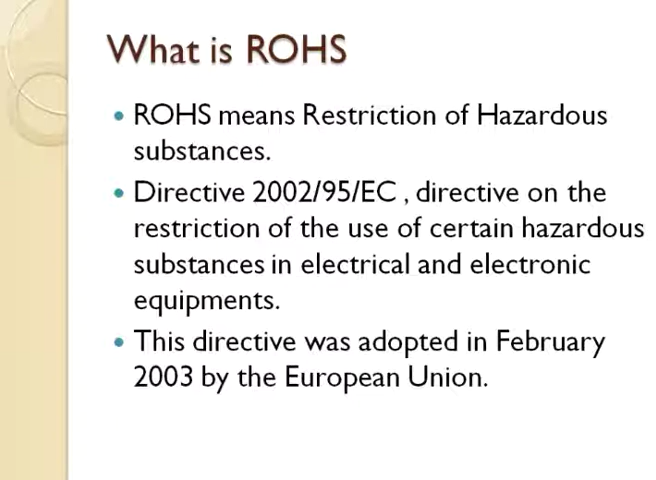 What is ROHS
• ROHS means Restriction of Hazardous
substances.
• Directive 2002/95/EC , directive on the
restriction of the use of certain hazardous
substances in electrical and electronic
equipments.
• This directive was adopted in February
2003 by the European Union.